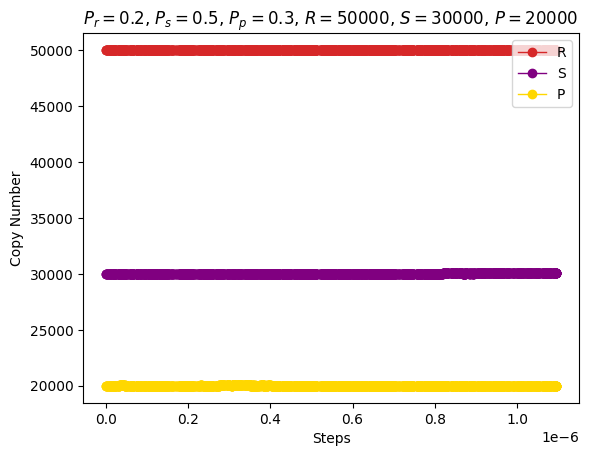 P_r = 0.2, P_s = 0.5, P_p = 0.3, R = 50000, S = 30000, P = 20000
50000
45000
40000
35000
30000
25000
20000
Copy Number
R
S
P
0.0 0.2 0.4 0.6 0.8 1.0
1e−6
Steps